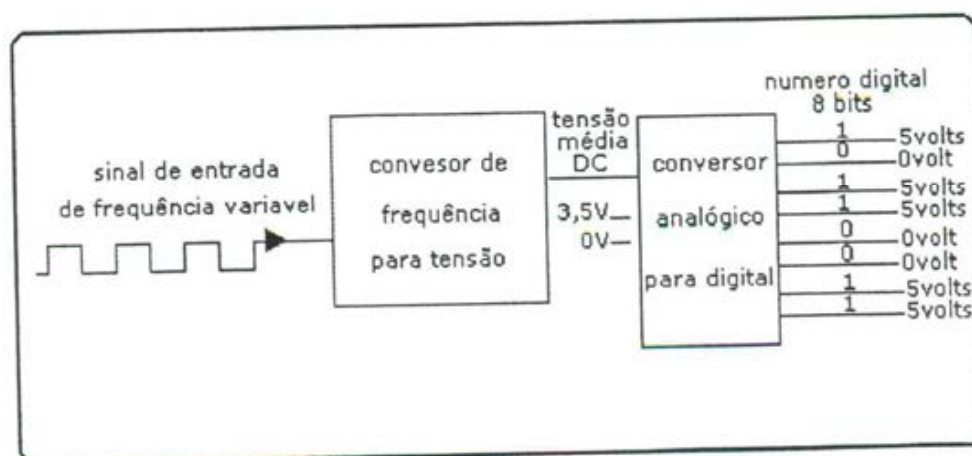 sinal de entrada
de frequência variavel
convesor de
frequência
para tensão
tensão
média
DC
3,5V
0V
conversor
analógico
para digital
numero digital
8 bits
1 5volts
0 0volt
1 5volts
1 5volts
0 0volt
0 0volt
1 5volts
1 5volts